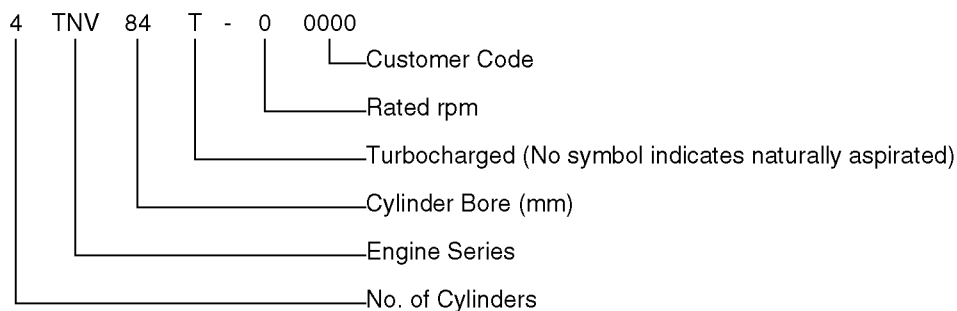 4 TNV 84 T - 0 0000
Customer Code
Rated rpm
Turbocharged (No symbol indicates naturally aspirated)
Cylinder Bore (mm)
Engine Series
No. of Cylinders